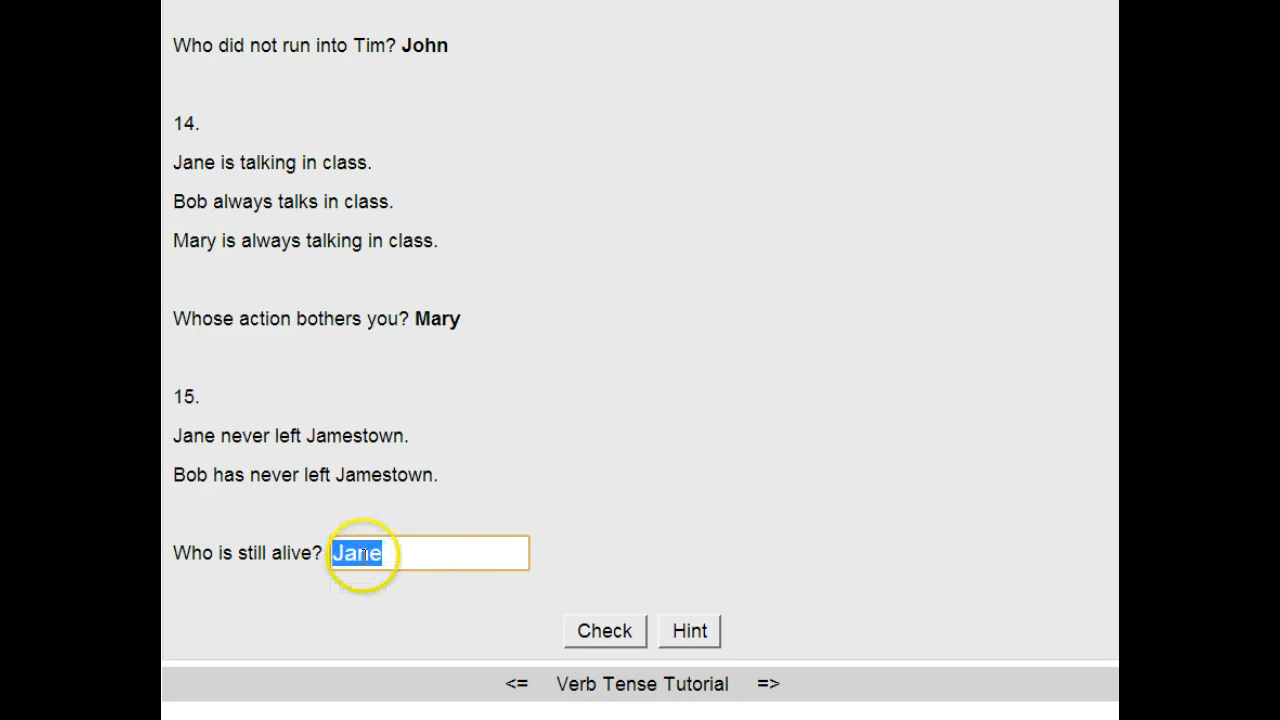 Who did not run into Tim? John
14.
Jane is talking in class.
Bob always talks in class.
Mary is always talking in class.
Whose action bothers you? Mary
15.
Jane never left Jamestown.
Bob has never left Jamestown.
Who is still alive? Jane
Check Hint
<= Verb Tense Tutorial =>